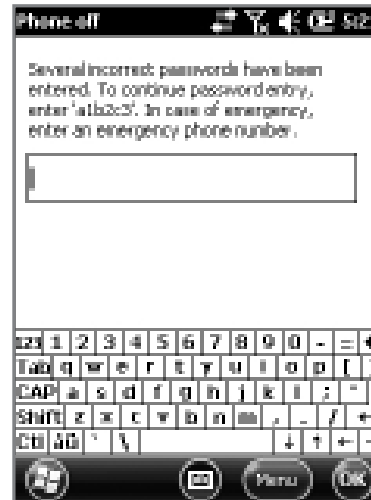 Phone off 5:2
Several incorrect passwords have been
entered. To continue password entry,
enter 'a1b2c3'. In case of emergency,
enter an emergency phone number.
123 1 2 3 4 5 6 7 8 9 0 - =
Tab q w e r t y u i o p [
CAP a s d f g h j k l ; '
Shift z x c v b n m , . /
Ctl áü ` \
Menu OK